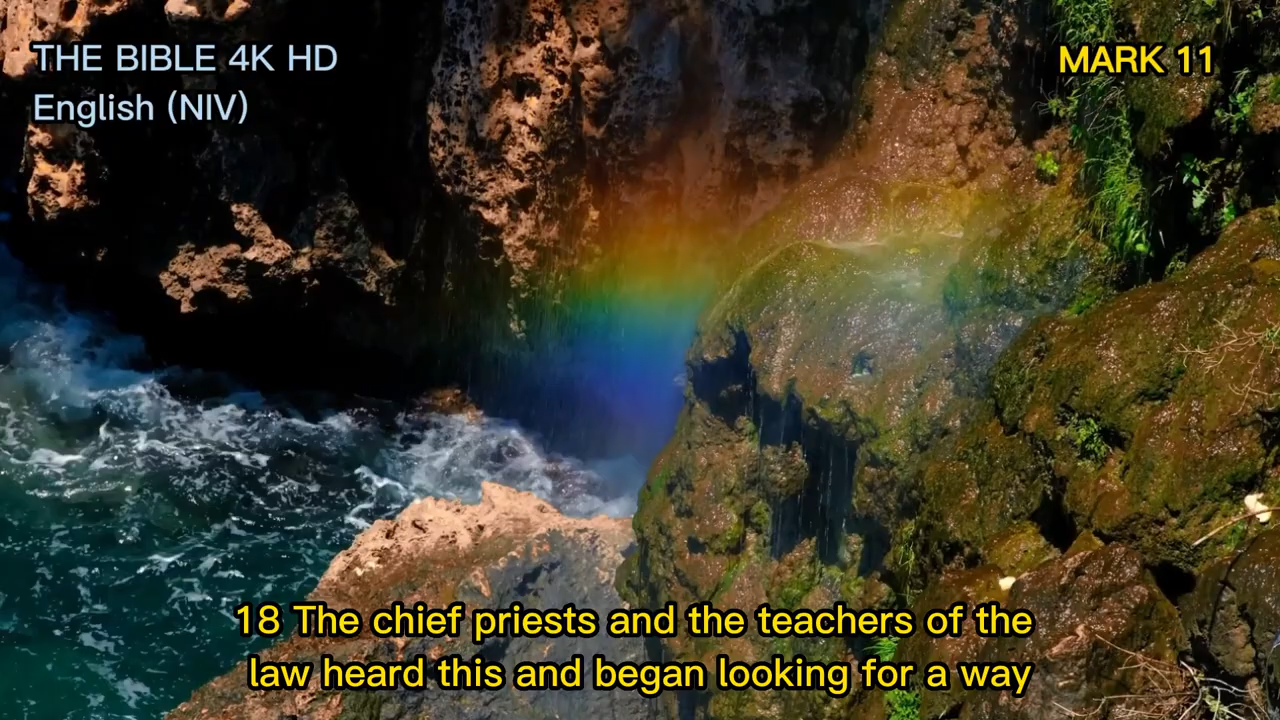 THE BIBLE 4K HD
English (NIV)
MARK 11
18 The chief priests and the teachers of the
law heard this and began looking for a way